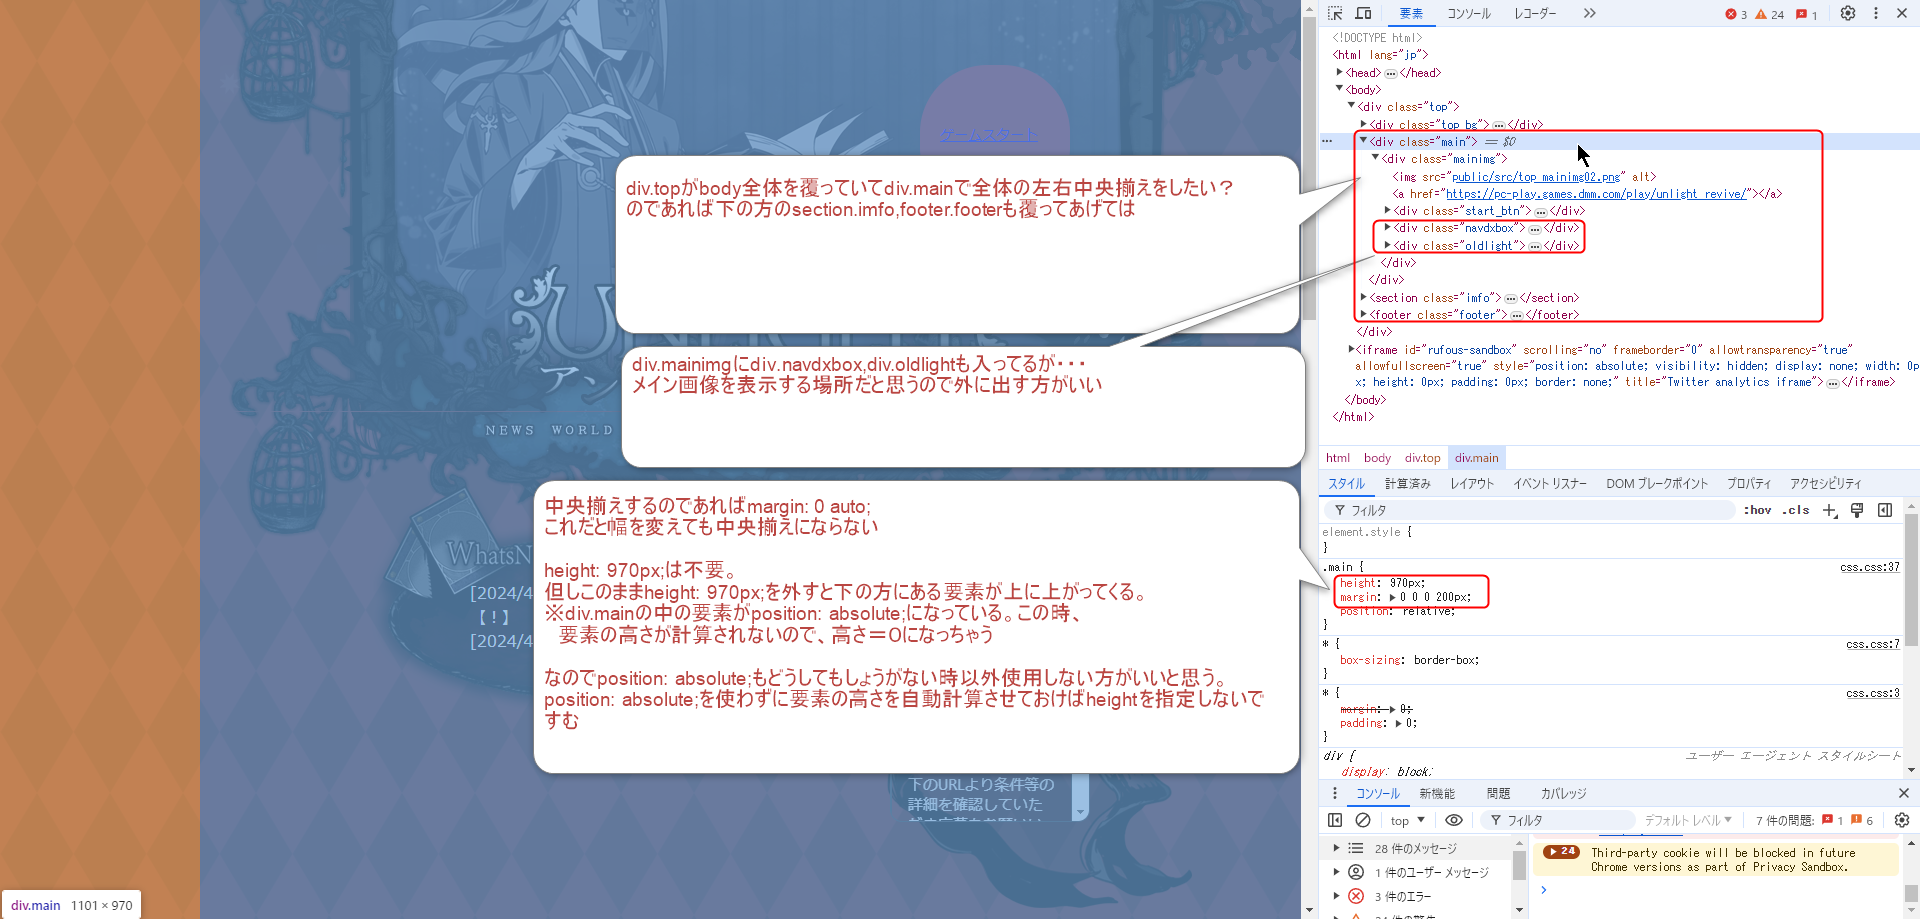 ゲームスタート
div.topがbody全体を覆っていてdiv.mainで全体の左右中央揃えをしたい？
のであれば下の方のsection.imfo,footer.footerも覆ってあげては
div.mainimgにdiv.navdxbox,div.oldlightも入ってるが・・・
メイン画像を表示する場所だと思うので外に出す方がいい
アン
NEWS WORLD
中央揃えするのであればmargin: 0 auto;
これだと幅を変えても中央揃えにならない
height: 970px;は不要。
但しこのままheight: 970px;を外すと下の方にある要素が上に上がってくる。
※div.mainの中の要素がposition: absolute;になっている。この時、
要素の高さが計算されないので、高さ＝0になっちゃう
なのでposition: absolute;もどうしてもしょうがない時以外使用しない方がいいと思う。
position: absolute;を使わずに要素の高さを自動計算させておけばheightを指定しないで
すむ
WhatsN
[2024/4
【！】
[2024/4
下のURLより条件等の
詳細を確認していた
div.main 1101 × 970
要素 コンソール レコーダー 3 24 1
<!DOCTYPE html>
<html lang="jp">
<head> ••• </head>
<body>
<div class="top">
<div class="top_bg"> ••• </div>
••• <div class="main"> == $0
<div class="mainimg">
<img src="public/src/top_mainimg02.png" alt>
<a href="https://pc-play.games.dmm.com/play/unlight_revive/"></a>
<div class="start_btn"> ••• </div>
<div class="navdxbox"> ••• </div>
<div class="oldlight"> ••• </div>
</div>
</div>
<section class="imfo"> ••• </section>
<footer class="footer"> ••• </footer>
</div>
<iframe id="rufous-sandbox" scrolling="no" frameborder="0" allowtransparency="true"
allowfullscreen="true" style="position: absolute; visibility: hidden; display: none; width: 0p
x; height: 0px; padding: 0px; border: none;" title="Twitter analytics iframe"> ••• </iframe>
</body>
</html>
html body div.top div.main
スタイル 計算済み レイアウト イベント リスナー DOM ブレークポイント プロパティ アクセシビリティ
フィルタ :hov .cls
element.style {
}
.main { css.css:37
height: 970px;
margin: 0 0 0 200px;
position: relative;
}
* { css.css:7
box-sizing: border-box;
}
* { css.css:3
margin: 0;
padding: 0;
}
div { ユーザー エージェント スタイルシート
display: block;
コンソール 新機能 問題 カバレッジ
top フィルタ デフォルト レベル 7 件の問題: 1 6
28 件のメッセージ
1 件のユーザー メッセージ
3 件のエラー
24 Third-party cookie will be blocked in future
Chrome versions as part of Privacy Sandbox.